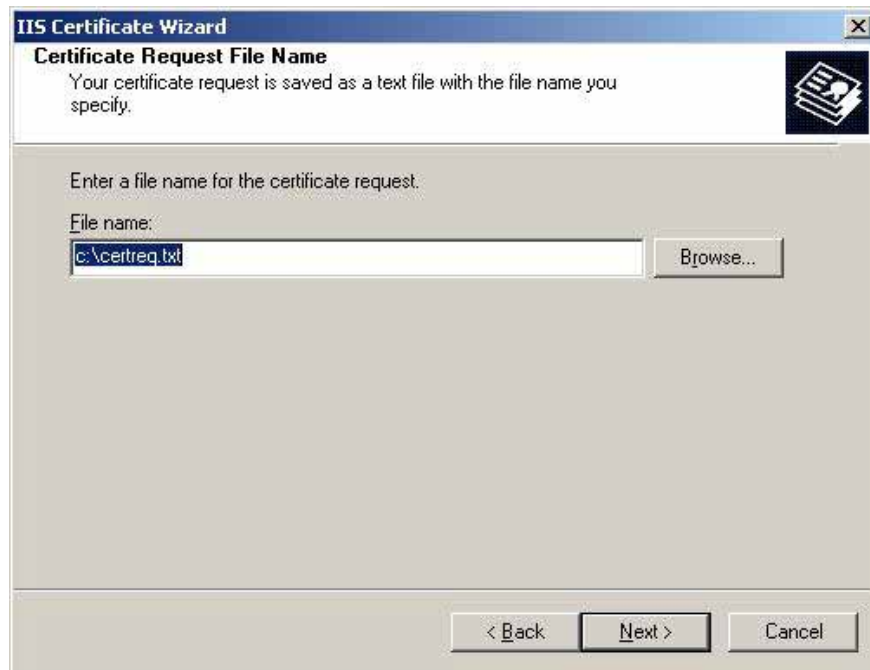 IIS Certificate Wizard
Certificate Request File Name
Your certificate request is saved as a text file with the file name you
specify.
Enter a file name for the certificate request.
File name:
c:\certreq.txt
Browse...
< Back
Next >
Cancel